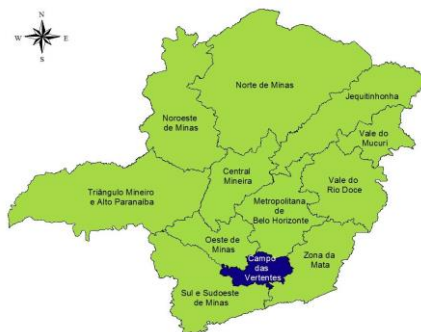 N
W E
S
Norte de Minas
Jequitinhonha
Noroeste
de Minas
Vale do
Mucuri
Central
Mineira
Vale do
Rio Doce
Triângulo Mineiro
e Alto Paranaíba
Metropolitana
de
Belo Horizonte
Oeste de
Minas
Campo
das
Vertentes
Zona da
Mata
Sul e Sudoeste
de Minas